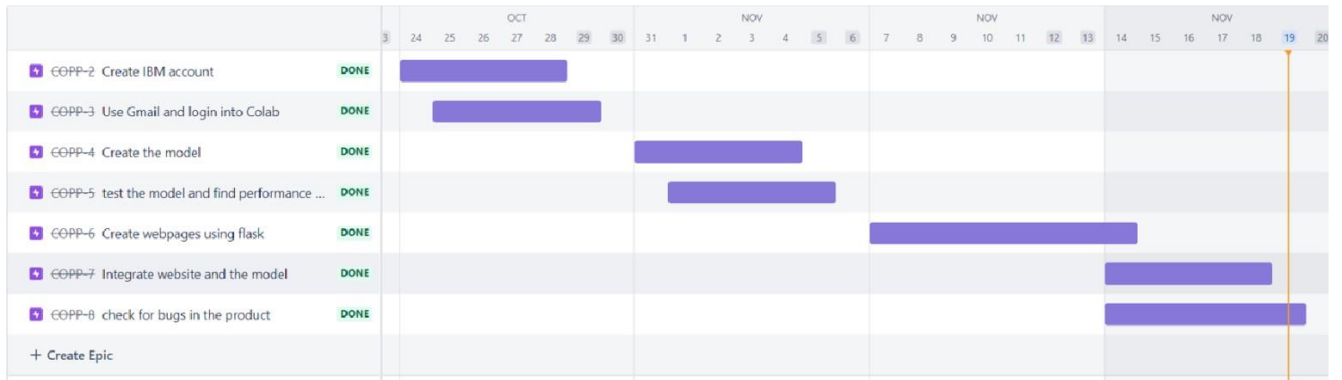 OCT NOV NOV NOV
3 24 25 26 27 28 29 30 31 1 2 3 4 5 6 7 8 9 10 11 12 13 14 15 16 17 18 19 20
COPP-2 Create IBM account DONE
COPP-3 Use Gmail and login into Colab DONE
COPP-4 Create the model DONE
COPP-5 test the model and find performance ... DONE
COPP-6 Create webpages using flask DONE
COPP-7 Integrate website and the model DONE
COPP-8 check for bugs in the product DONE
+ Create Epic